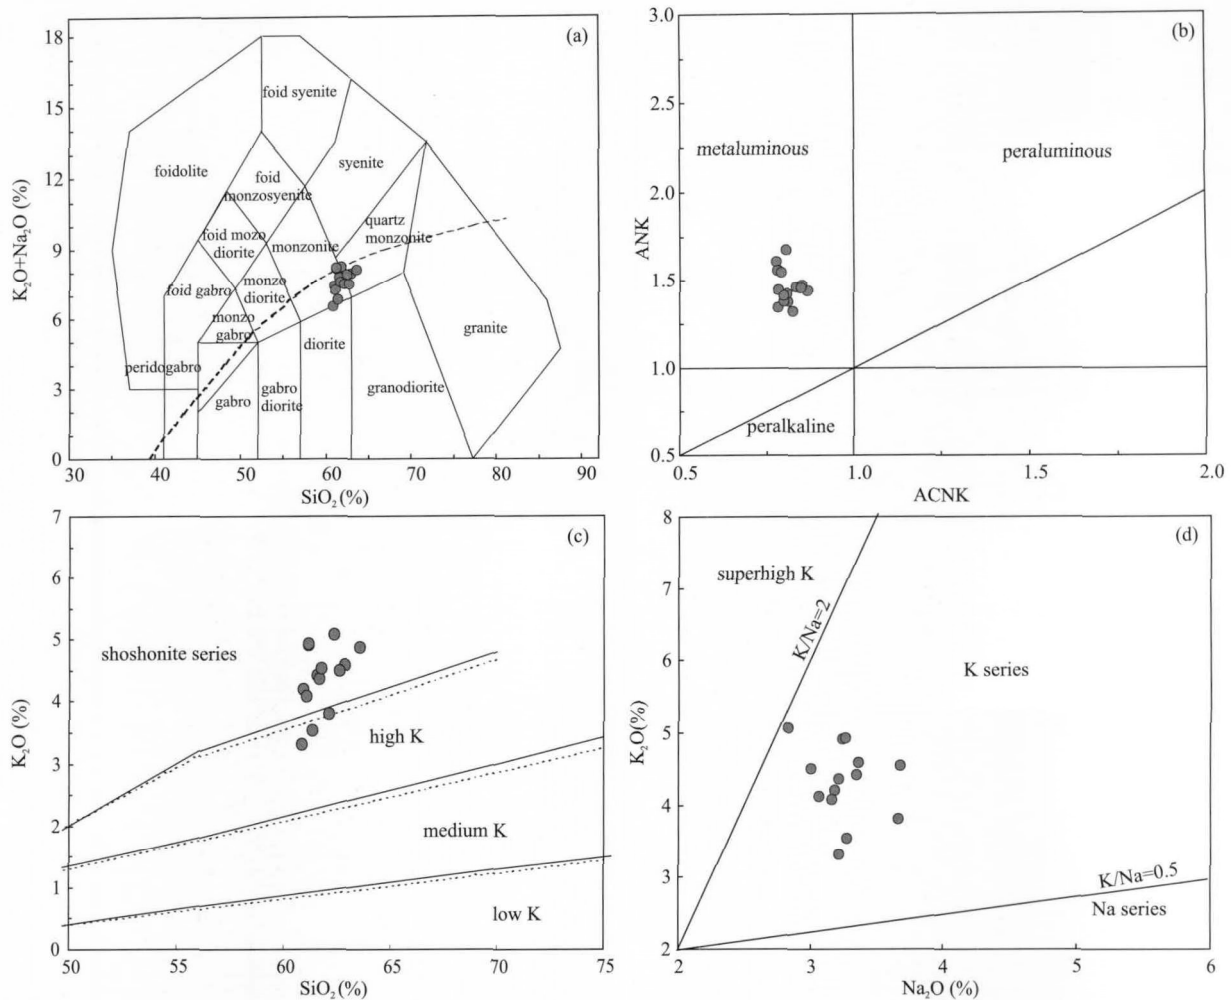 (a)
18
15
12
9
6
3
0
K₂O+Na₂O (%)
foid syenite
foidolite
syenite
foid
monzosyenite
quartz
monzonite
foid mozo
diorite
monzonite
foid gabro
monzo
diorite
monzo
gabro
diorite
granite
peridogabro
gabro
gabro
diorite
granodiorite
30
40
50
60
70
80
90
SiO₂(%)
(b)
3.0
2.5
2.0
1.5
1.0
0.5
ANK
metaluminous
peraluminous
peralkaline
0.5
1.0
1.5
2.0
ACNK
(c)
7
6
5
4
3
2
1
0
K₂O (%)
shoshonite series
high K
medium K
low K
50
55
60
65
70
75
SiO₂(%)
(d)
8
7
6
5
4
3
2
K₂O(%)
superhigh K
K/Na=2
K series
K/Na=0.5
Na series
2
3
4
5
6
Na₂O (%)